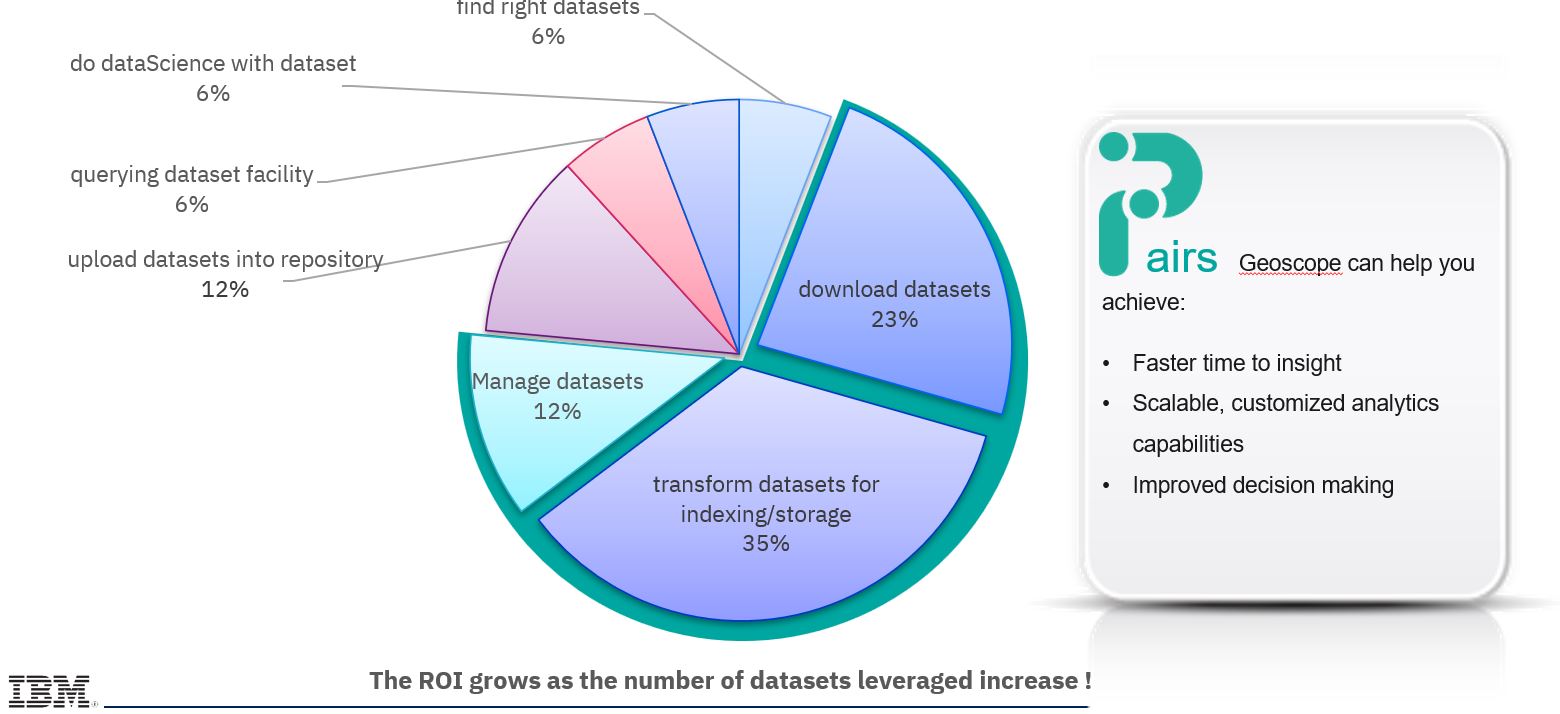 find right datasets
6%
do dataScience with dataset
6%
querying dataset facility
6%
upload datasets into repository
12%
download datasets
23%
Manage datasets
12%
transform datasets for
indexing/storage
35%
Pairs Geoscope can help you
achieve:
• Faster time to insight
• Scalable, customized analytics
capabilities
• Improved decision making
The ROI grows as the number of datasets leveraged increase !
IBM®